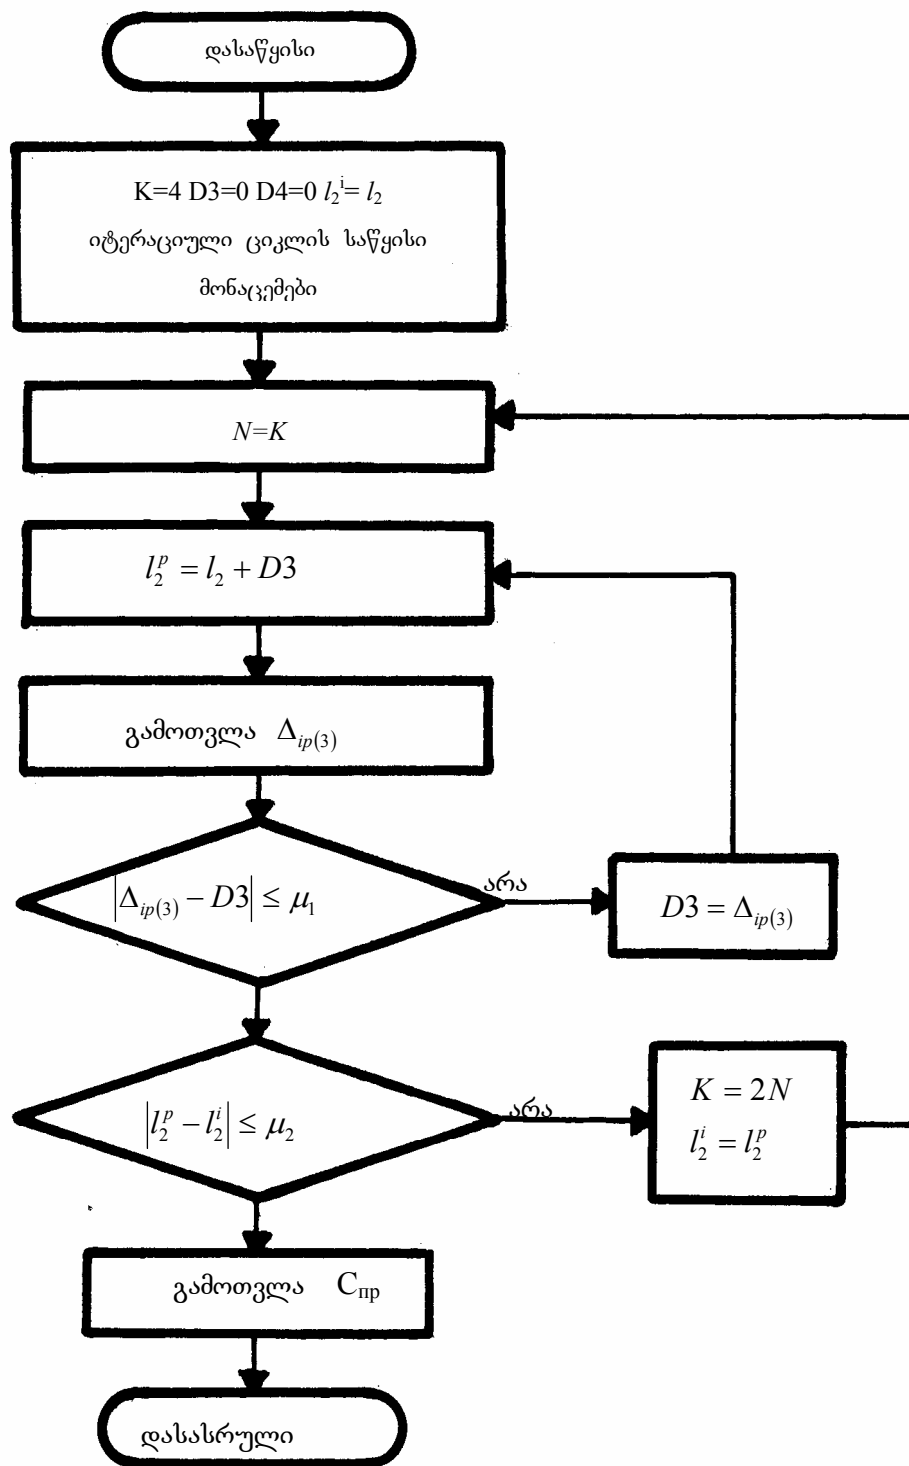 დასაწყისი
K=4 D3=0 D4=0 l₂ⁱ= l₂
იტერაციული ციკლის საწყისი
მონაცემები
N=K
l₂ᵖ = l₂ + D3
გამოთვლა Δ_ip(3)
|Δ_ip(3) − D3| ≤ μ₁
არა
D3 = Δ_ip(3)
|l₂ᵖ − l₂ⁱ| ≤ μ₂
არა
K = 2N
l₂ⁱ = l₂ᵖ
გამოთვლა Cпр
დასასრული